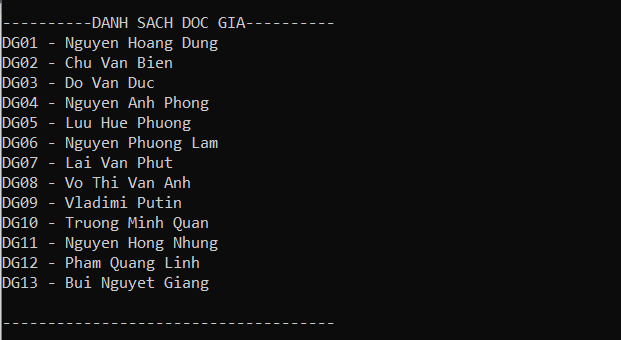 ----------DANH SACH DOC GIA----------
DG01 - Nguyen Hoang Dung
DG02 - Chu Van Bien
DG03 - Do Van Duc
DG04 - Nguyen Anh Phong
DG05 - Luu Hue Phuong
DG06 - Nguyen Phuong Lam
DG07 - Lai Van Phut
DG08 - Vo Thi Van Anh
DG09 - Vladimi Putin
DG10 - Truong Minh Quan
DG11 - Nguyen Hong Nhung
DG12 - Pham Quang Linh
DG13 - Bui Nguyet Giang
-------------------------------------